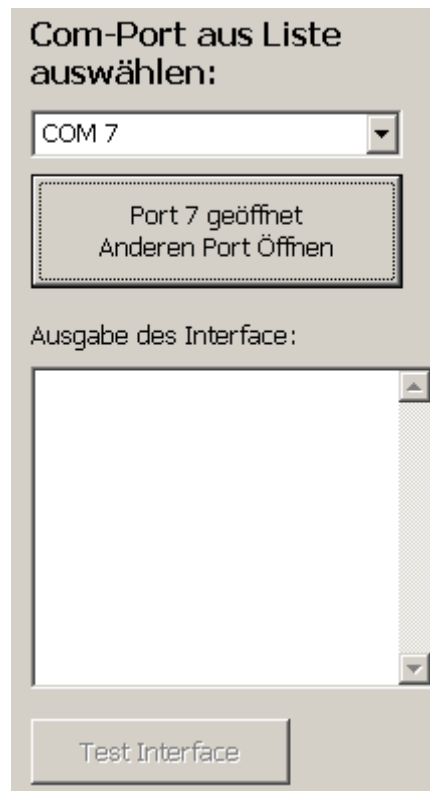 Com-Port aus Liste
auswählen:
COM 7
Port 7 geöffnet
Anderen Port Öffnen
Ausgabe des Interface:
Test Interface